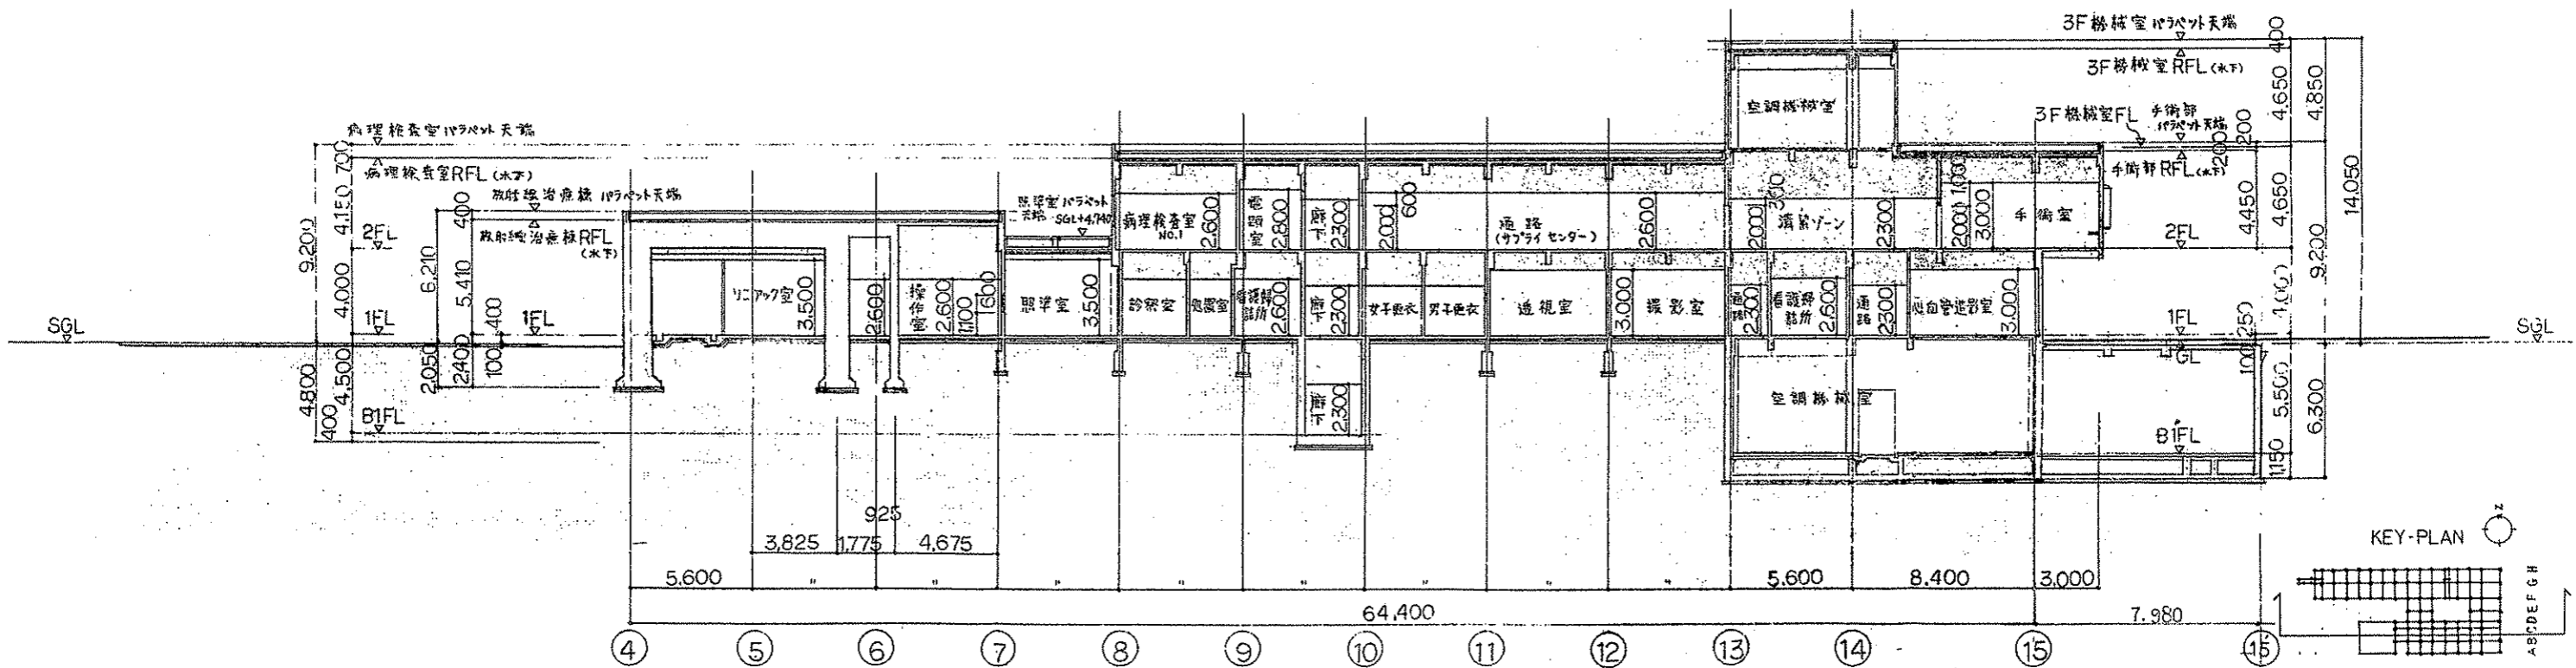 3F機械室パラペット天端
400
3F機械室RFL(水下)
4.650
4.850
空調機械室
3F機械室FL
手術部
パラペット天端
200
200
手術部RFL(水下)
14.050
病理検査室パラペット天端
700
病理検査室RFL(水下)
放射線治療棟 パラペット天端
400
放射線治療棟RFL
(水下)
照準室パラペット
天端 SGL+4,740
4.150
9.200
2FL
4.000
6.210
5.410
400
1FL
1FL
SGL
4.800
4.500
400
2.050
2.400
100
B1FL
病理検査室
NO.1
2.600
2.800
2.300
2.000
600
通路
(サプライセンター)
2.600
2.000
300
清潔ゾーン
2.300
2.000
1.100
3.000
手術室
4.450
4.650
2FL
9.200
リニアック室
3.500
2.600
操作室
2.600
1.100
1.600
照準室
3.500
診察室
処置室
看護婦
詰所
2.600
2.300
女子更衣
男子更衣
透視室
3.000
撮影室
通路
2.300
看護婦
詰所
2.600
通路
2.300
心血管造影室
3.000
1FL
250
100
GL
SGL
2.300
空調機械室
B1FL
5.500
6.300
1.150
925
3,825
1,775
4.675
5.600
"
"
"
"
"
"
"
"
5.600
8.400
3.000
64.400
7.980
4
5
6
7
8
9
10
11
12
13
14
15
KEY-PLAN
Z
A B C D E F G H